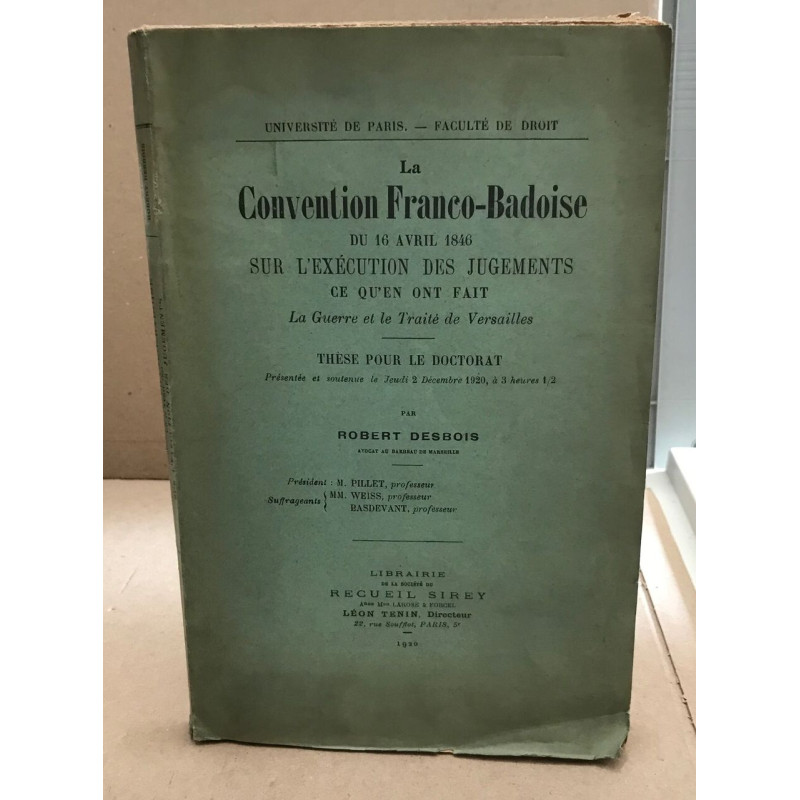 UNIVERSITÉ DE PARIS. — FACULTÉ DE DROIT
La
Convention Franco-Badoise
DU 16 AVRIL 1846
SUR L'EXÉCUTION DES JUGEMENTS
CE QU'EN ONT FAIT
La Guerre et le Traité de Versailles
THÈSE POUR LE DOCTORAT
Présentée et soutenue le Jeudi 2 Décembre 1920, à 3 heures 1/2
PAR
ROBERT DESBOIS
AVOCAT AU BARREAU DE MARSEILLE
Président : M. PILLET, professeur
Suffrageants { MM. WEISS, professeur
BASDEVANT, professeur
LIBRAIRIE
DE LA SOCIÉTÉ DU
RECUEIL SIREY
LÉON TENIN, Directeur
22, rue Soufflot, PARIS, 5e
1920